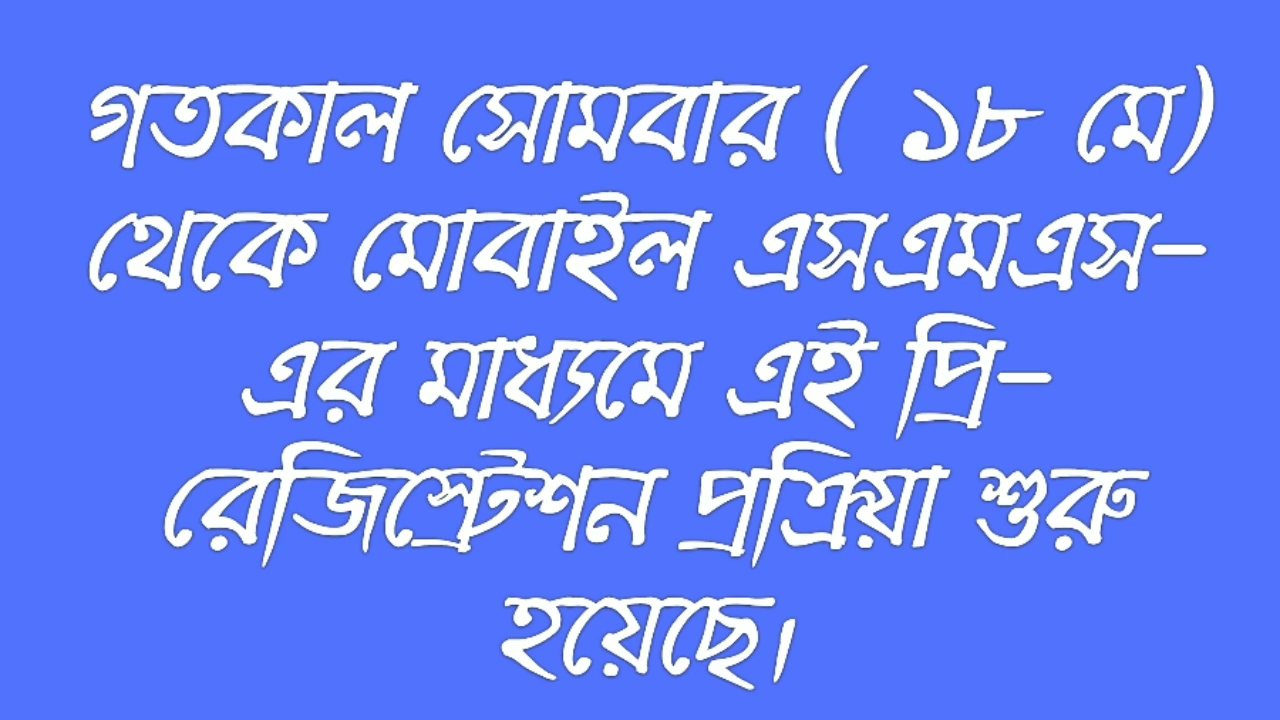 গতকাল সোমবার ( ১৮ মে)
থেকে মোবাইল এসএমএস-
এর মাধ্যমে এই প্রি-
রেজিস্ট্রেশন প্রক্রিয়া শুরু
হয়েছে।